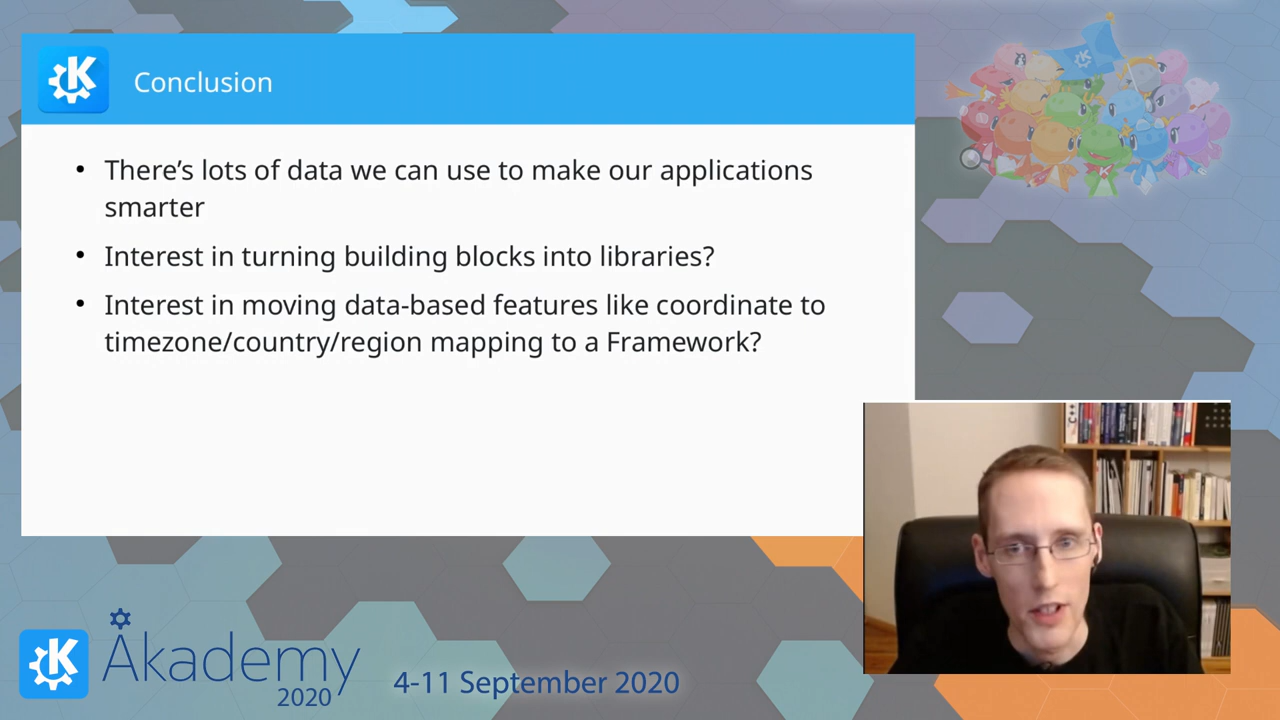 Conclusion
There’s lots of data we can use to make our applications
smarter
Interest in turning building blocks into libraries?
Interest in moving data-based features like coordinate to
timezone/country/region mapping to a Framework?
Akademy
2020
4-11 September 2020